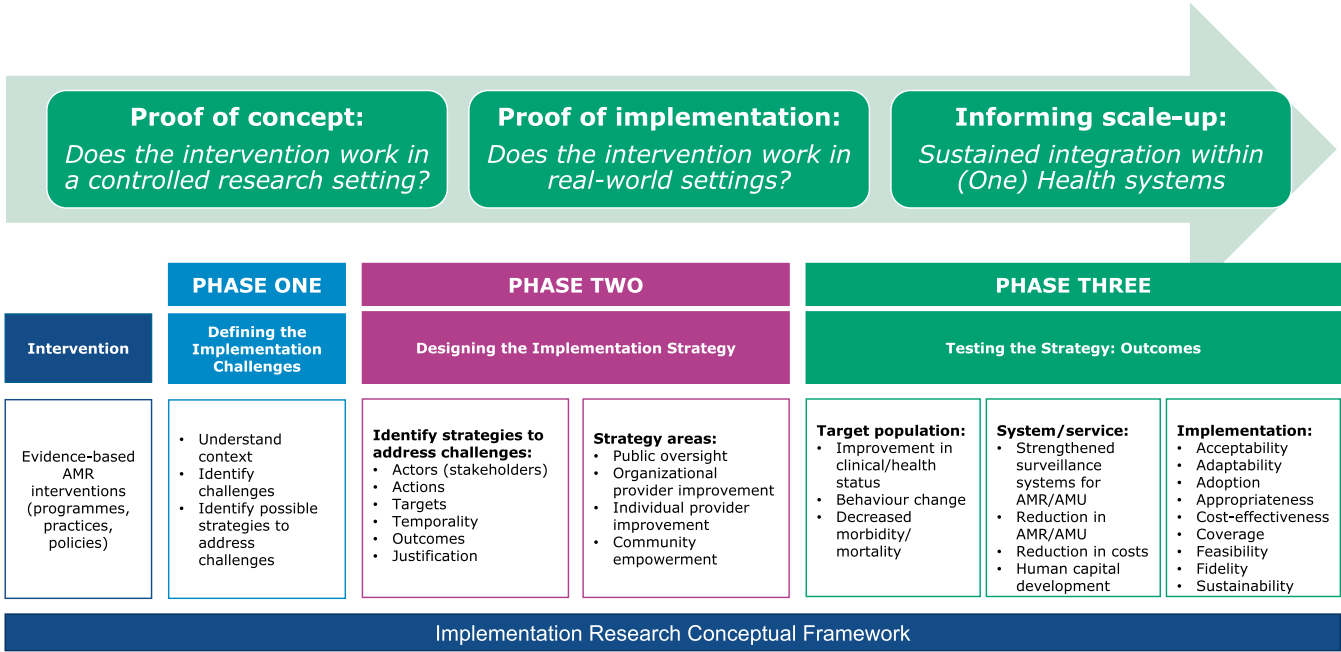 Proof of concept:
Does the intervention work in
a controlled research setting?
Proof of implementation:
Does the intervention work in
real-world settings?
Informing scale-up:
Sustained integration within
(One) Health systems
PHASE ONE
PHASE TWO
PHASE THREE
Intervention
Defining the
Implementation
Challenges
Designing the Implementation Strategy
Testing the Strategy: Outcomes
Evidence-based
AMR
interventions
(programmes,
practices,
policies)
• Understand
context
• Identify
challenges
• Identify possible
strategies to
address
challenges
Identify strategies to
address challenges:
• Actors (stakeholders)
• Actions
• Targets
• Temporality
• Outcomes
• Justification
Strategy areas:
• Public oversight
• Organizational
provider improvement
• Individual provider
improvement
• Community
empowerment
Target population:
• Improvement in
clinical/health
status
• Behaviour change
• Decreased
morbidity/
mortality
System/service:
• Strengthened
surveillance
systems for
AMR/AMU
• Reduction in
AMR/AMU
• Reduction in costs
• Human capital
development
Implementation:
• Acceptability
• Adaptability
• Adoption
• Appropriateness
• Cost-effectiveness
• Coverage
• Feasibility
• Fidelity
• Sustainability
Implementation Research Conceptual Framework